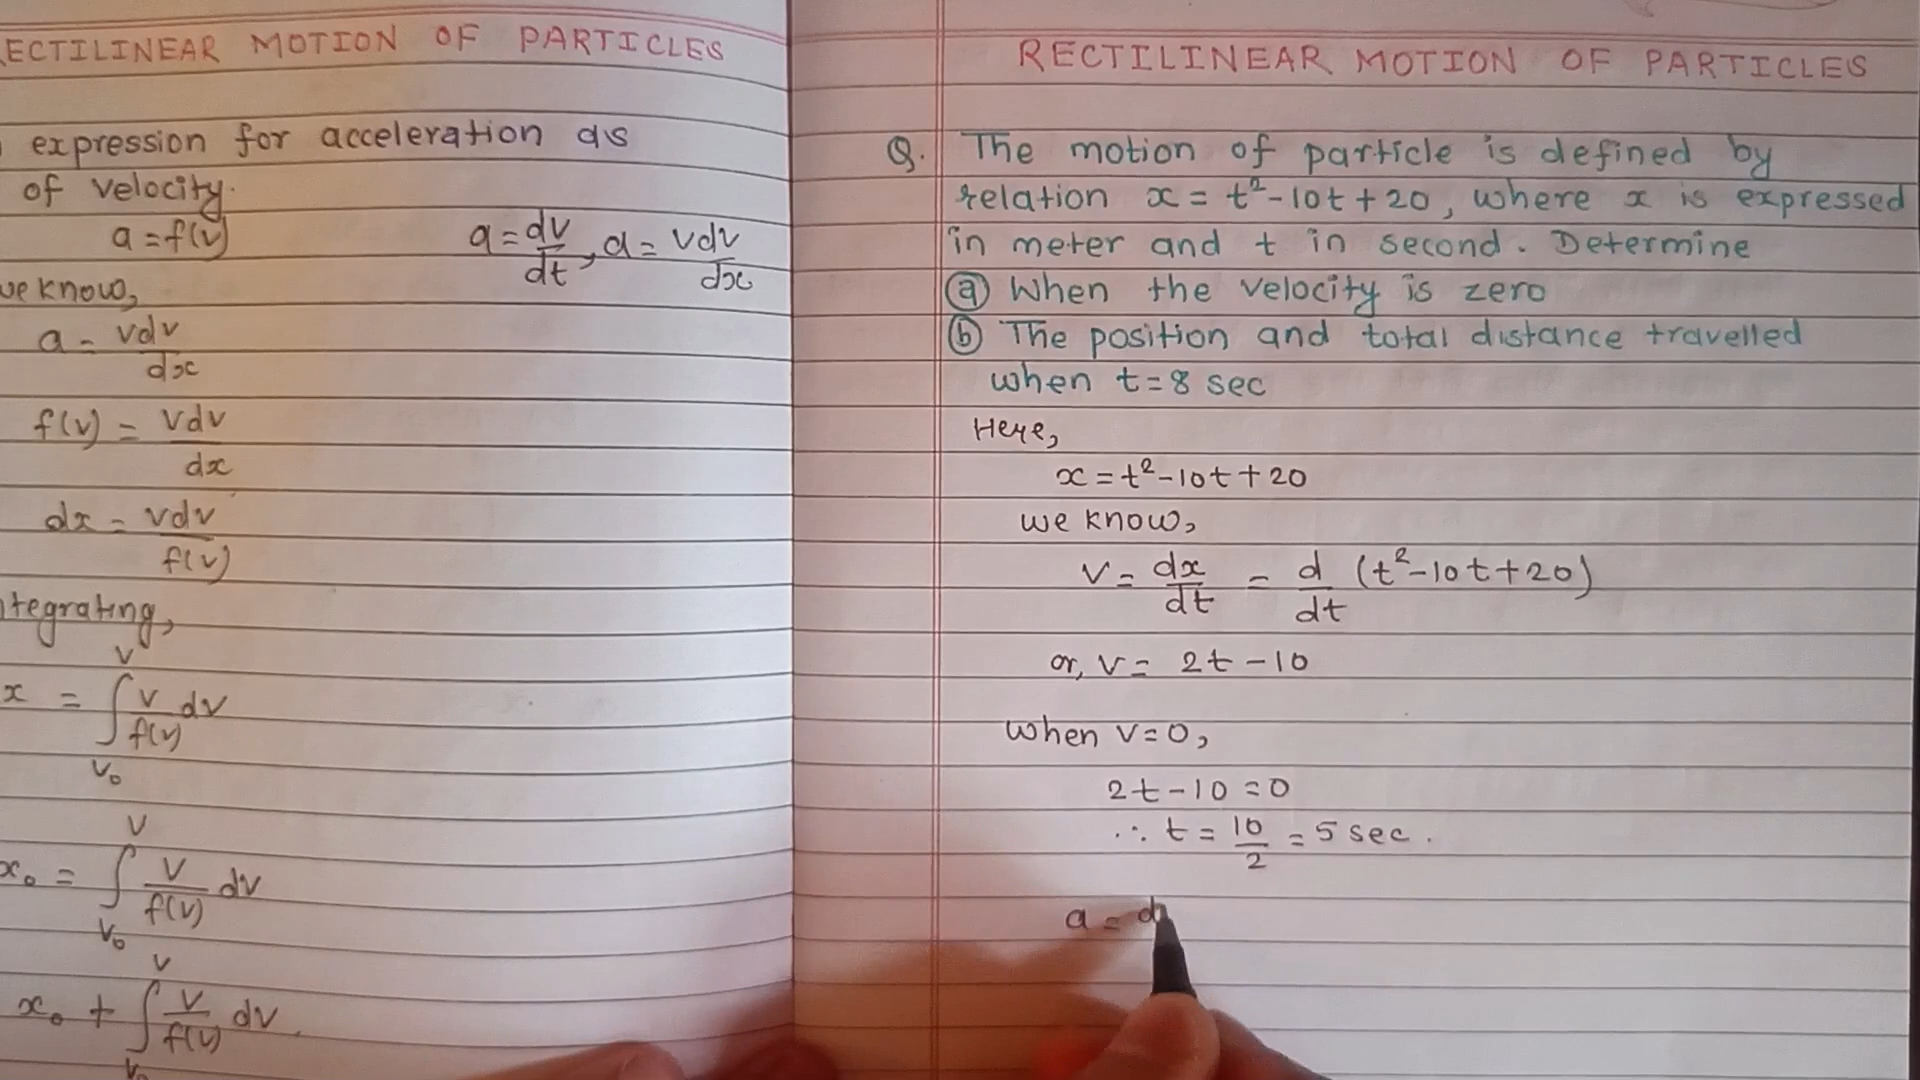 ECTILINEAR MOTION OF PARTICLES
expression for acceleration as
of velocity.
a = f(v)
a = dv/dt, a = vdv/dx
we know,
a = vdv/dx
f(v) = vdv/dx
dx = vdv/f(v)
ntegrating,
x = ∫_{v₀}^{v} v/f(v) dv
x₀ = ∫_{v₀}^{v} v/f(v) dv
x₀ + ∫_{v₀}^{v} v/f(v) dv.
RECTILINEAR MOTION OF PARTICLES
Q. The motion of particle is defined by
relation x = t² - 10t + 20, where x is expressed
in meter and t in second. Determine
ⓐ When the velocity is zero
ⓑ The position and total distance travelled
when t = 8 sec
Here,
x = t² - 10t + 20
we know,
v = dx/dt = d/dt (t² - 10t + 20)
or, v = 2t - 10
when v = 0,
2t - 10 = 0
∴ t = 10/2 = 5 sec.
a = d